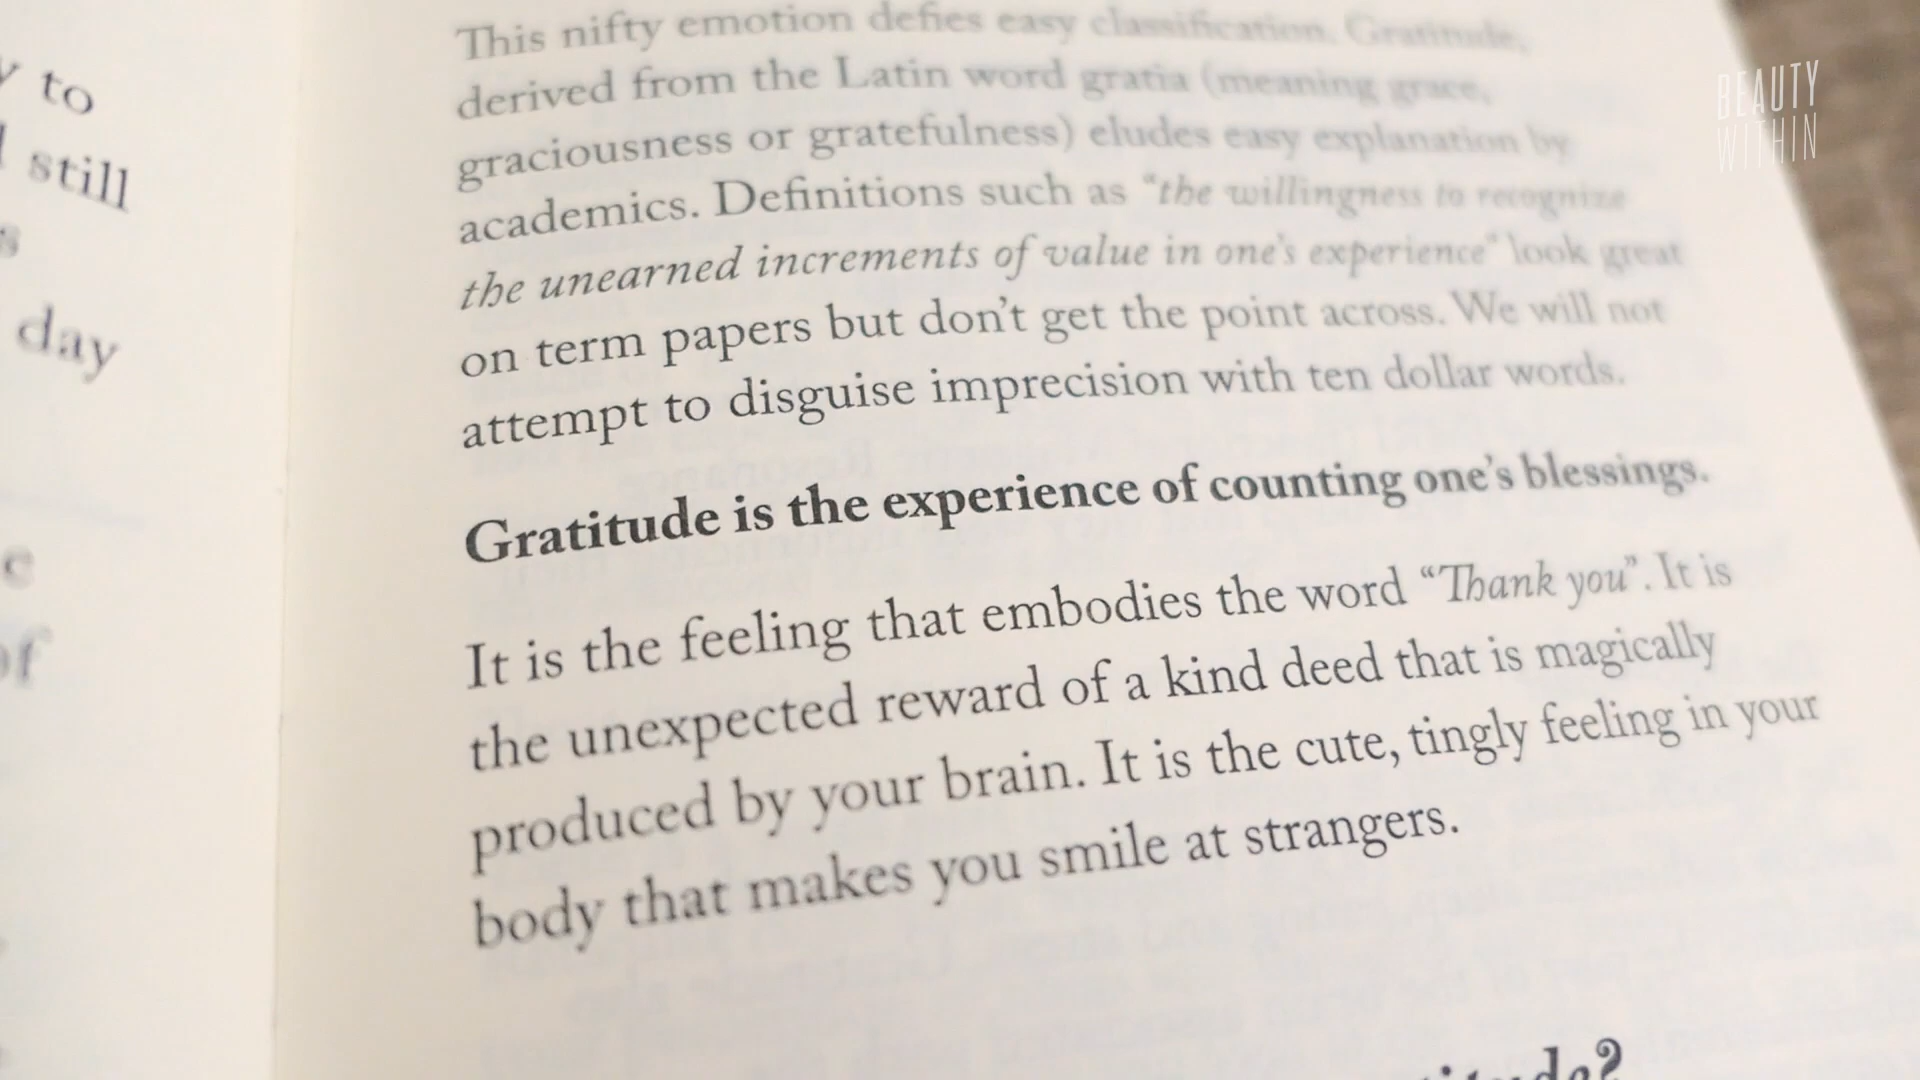 y to
still
day
of
This nifty emotion defies easy classification. Gratitude,
derived from the Latin word gratia (meaning grace,
graciousness or gratefulness) eludes easy explanation by
academics. Definitions such as “the willingness to recognize
the unearned increments of value in one’s experience” look great
on term papers but don’t get the point across. We will not
attempt to disguise imprecision with ten dollar words.
Gratitude is the experience of counting one’s blessings.
It is the feeling that embodies the word “Thank you”. It is
the unexpected reward of a kind deed that is magically
produced by your brain. It is the cute, tingly feeling in your
body that makes you smile at strangers.
BEAUTY
WITHIN